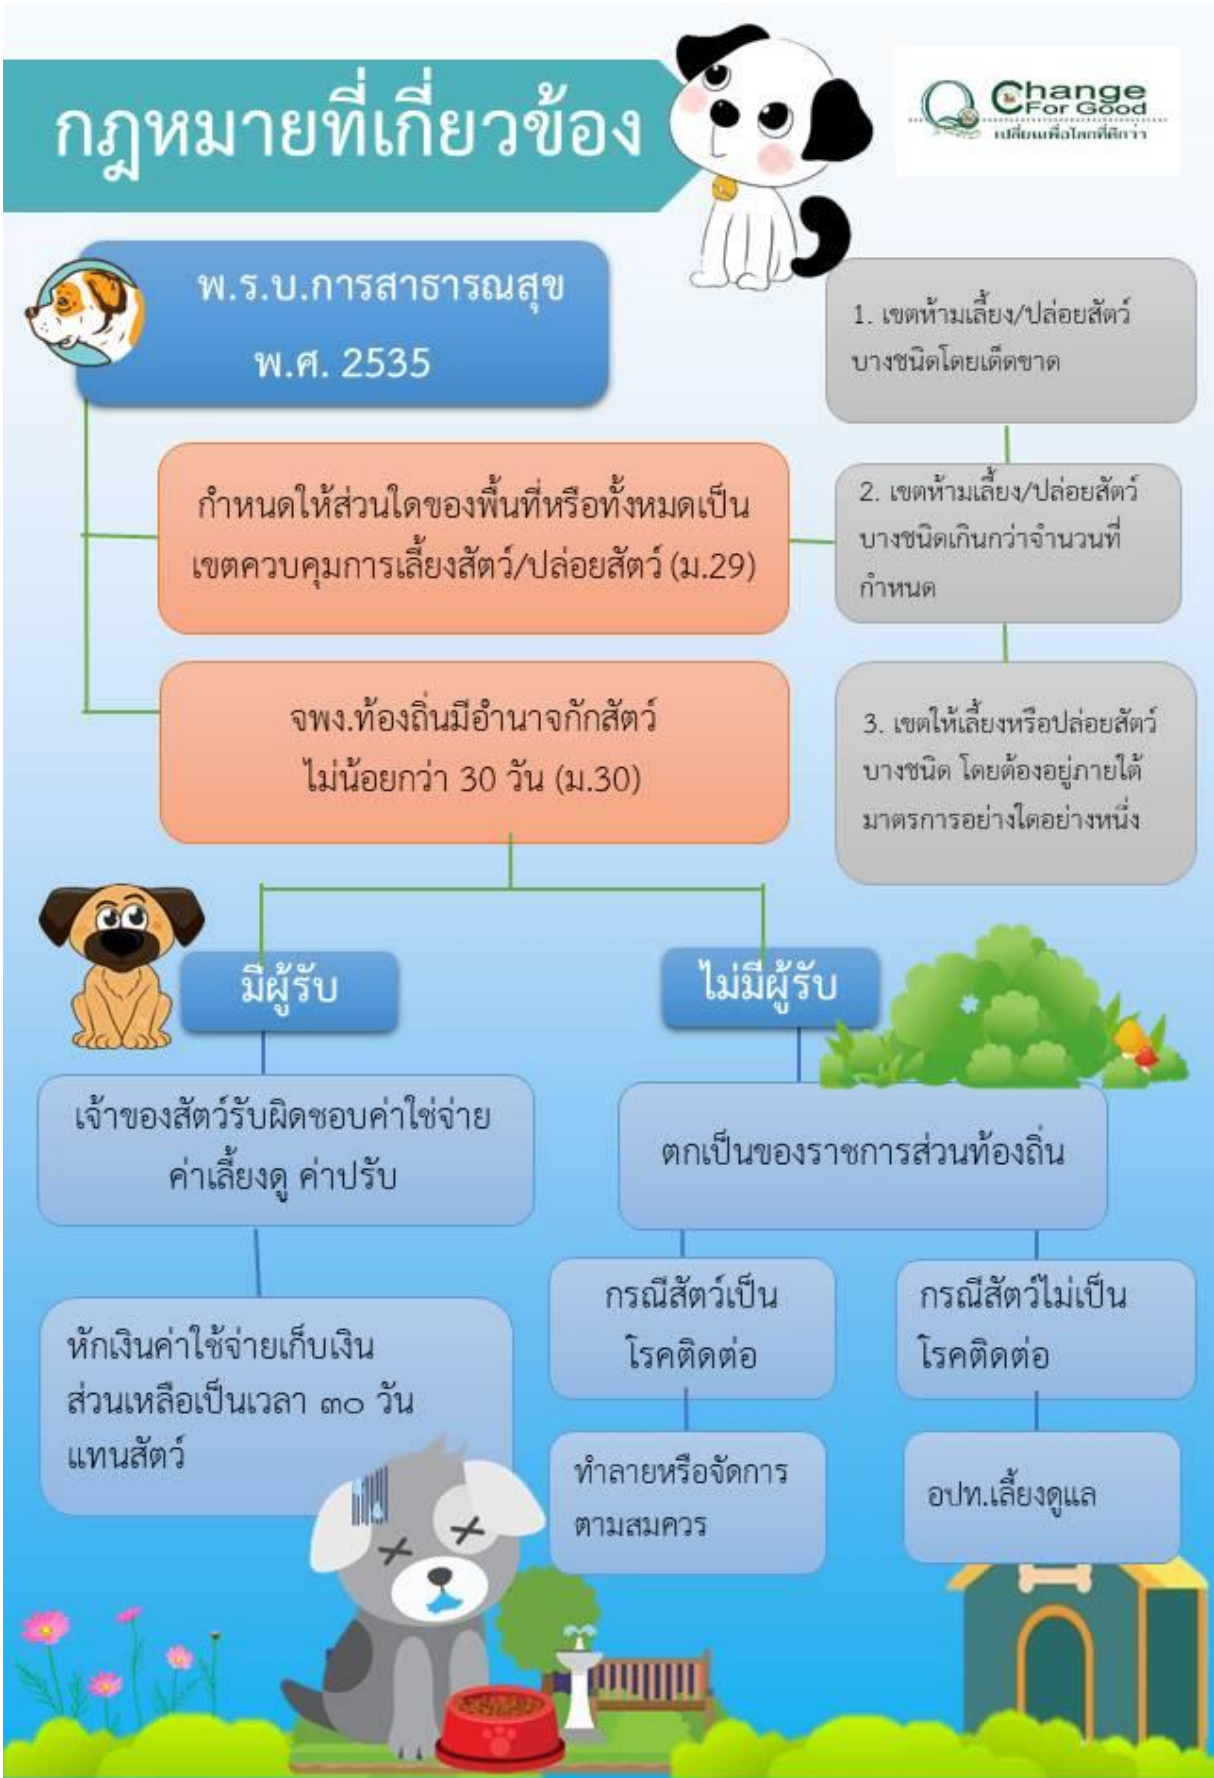 กฎหมายที่เกี่ยวข้อง
Change
For Good
เปลี่ยนเพื่อโลกที่ดีกว่า
พ.ร.บ.การสาธารณสุข
พ.ศ. 2535
1. เขตห้ามเลี้ยง/ปล่อยสัตว์
บางชนิดโดยเด็ดขาด
กำหนดให้ส่วนใดของพื้นที่หรือทั้งหมดเป็น
เขตควบคุมการเลี้ยงสัตว์/ปล่อยสัตว์ (ม.29)
2. เขตห้ามเลี้ยง/ปล่อยสัตว์
บางชนิดเกินกว่าจำนวนที่
กำหนด
จพง.ท้องถิ่นมีอำนาจกักสัตว์
ไม่น้อยกว่า 30 วัน (ม.30)
3. เขตให้เลี้ยงหรือปล่อยสัตว์
บางชนิด โดยต้องอยู่ภายใต้
มาตรการอย่างใดอย่างหนึ่ง
มีผู้รับ
ไม่มีผู้รับ
เจ้าของสัตว์รับผิดชอบค่าใช่จ่าย
ค่าเลี้ยงดู ค่าปรับ
ตกเป็นของราชการส่วนท้องถิ่น
หักเงินค่าใช้จ่ายเก็บเงิน
ส่วนเหลือเป็นเวลา ๓๐ วัน
แทนสัตว์
กรณีสัตว์เป็น
โรคติดต่อ
กรณีสัตว์ไม่เป็น
โรคติดต่อ
ทำลายหรือจัดการ
ตามสมควร
อปท.เลี้ยงดูแล